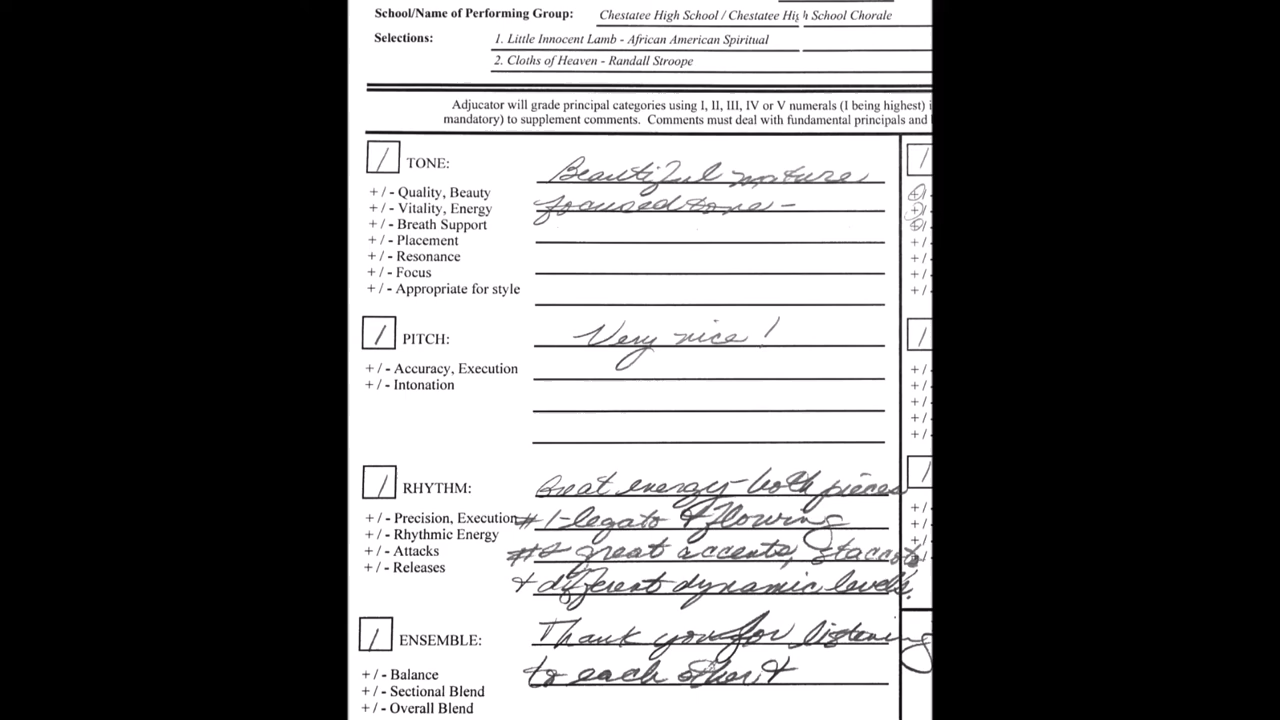 School/Name of Performing Group: Chestatee High School / Chestatee High School Chorale
Selections: 1. Little Innocent Lamb - African American Spiritual
2. Cloths of Heaven - Randall Stroope
Adjucator will grade principal categories using I, II, III, IV or V numerals (I being highest) i
mandatory) to supplement comments. Comments must deal with fundamental principals and
/ TONE: Beautiful mature
+ / - Quality, Beauty
focused tone -
+ / - Vitality, Energy
+ / - Breath Support
+ / - Placement
+ / - Resonance
+ / - Focus
+ / - Appropriate for style
/ PITCH: Very nice!
+ / - Accuracy, Execution
+ / - Intonation
/ RHYTHM: Great energy - both pieces
+ / - Precision, Execution
#1 - legato & flowing
+ / - Rhythmic Energy
+ / - Attacks
#2 great accents, staccato
+ / - Releases
+ different dynamic levels.
/ ENSEMBLE: Thank you for listening
+ / - Balance
to each other, +
+ / - Sectional Blend
+ / - Overall Blend
/
+/
+/
+/
+/
+/
+/
+/
/
+/
+/
+/
+/
+/
/
+/
+/
+/
+/